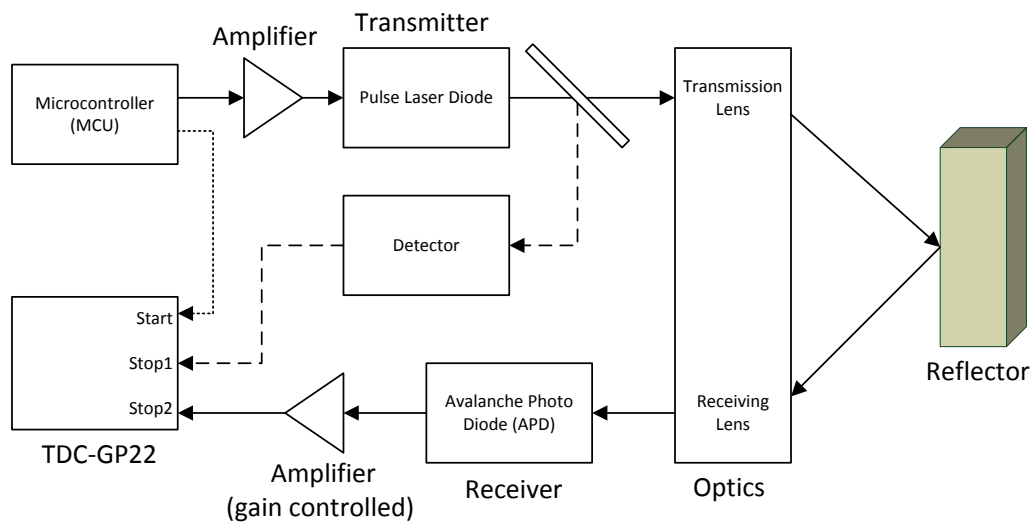 Transmitter
Amplifier
Microcontroller
(MCU)
Pulse Laser Diode
Transmission
Lens
Detector
Start
Stop1
Stop2
TDC-GP22
Amplifier
(gain controlled)
Avalanche Photo
Diode (APD)
Receiver
Receiving
Lens
Optics
Reflector